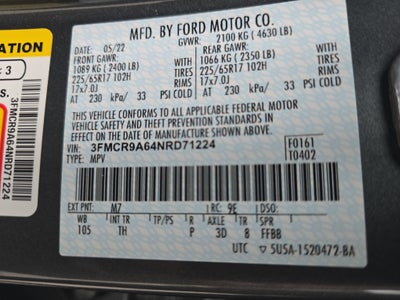 MFD. BY FORD MOTOR CO.
DATE: 05/22 GVWR: 2100 KG ( 4630 LB)
FRONT GAWR: REAR GAWR:
1089 KG ( 2400 LB) 1066 KG ( 2350 LB)
225/65R17 102H TIRES 225/65R17 102H
17x7.0J RIMS 17x7.0J
AT 230 kPa/ 33 PSI COLD AT 230 kPa/ 33 PSI COLD
THIS VEHICLE CONFORMS TO ALL APPLICABLE FEDERAL MOTOR
VEHICLE SAFETY AND THEFT PREVENTION STANDARDS IN
EFFECT ON THE DATE OF MANUFACTURE SHOWN ABOVE.
VIN: 3FMCR9A64NRD71224 F0161
TYPE: MPV T0402
EXT PNT: M7 RC: 9E DSO:
WB INT TR TP/PS R AXLE TR SPR
105 TH P 3D 8 FFBB
UTC 5U5A-1520472-BA
ATION
: 3
s.
3FMCR9A64NRD71224